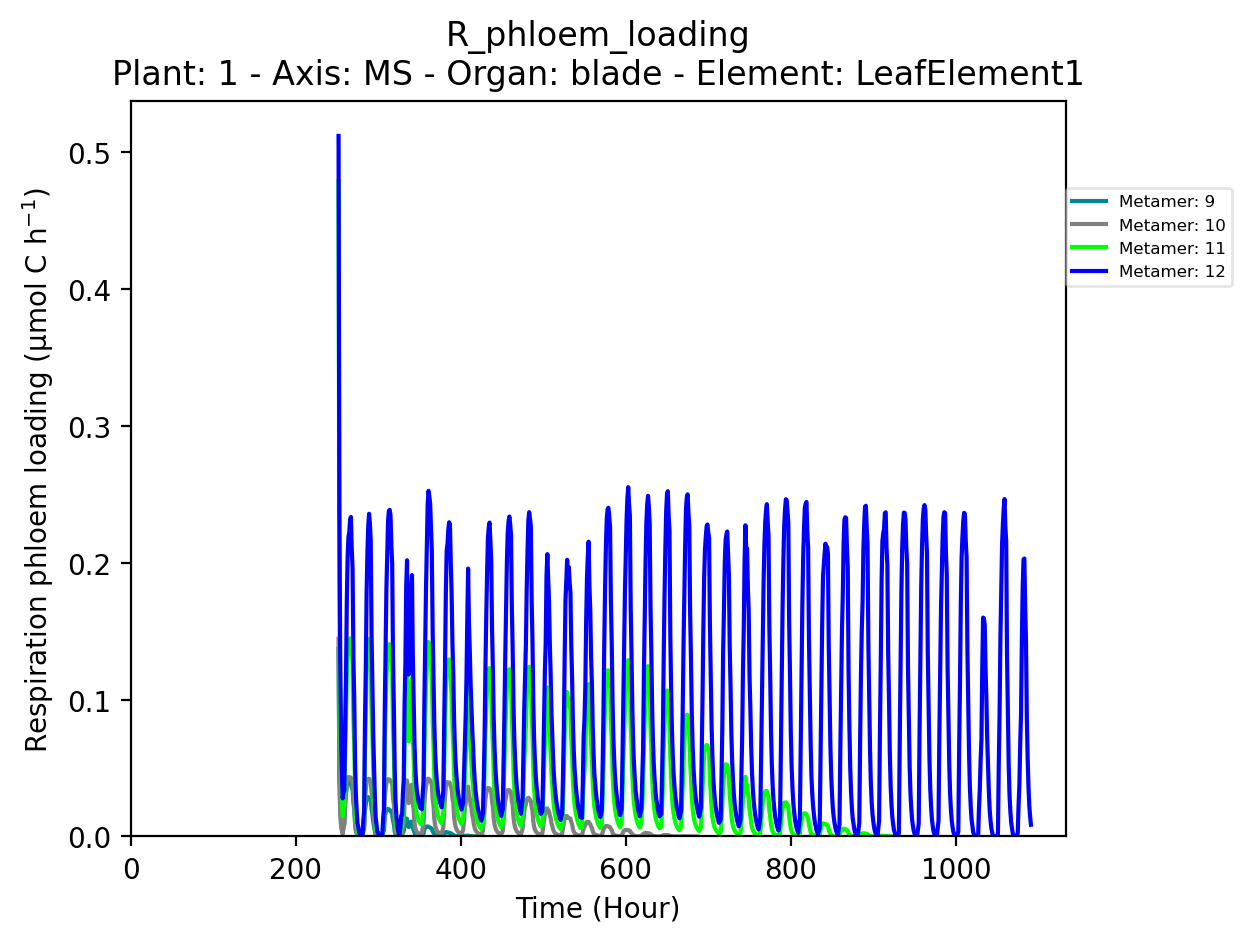 R_phloem_loading
Plant: 1 - Axis: MS - Organ: blade - Element: LeafElement1
Respiration phloem loading (µmol C h⁻¹)
0.5
0.4
0.3
0.2
0.1
0.0
0 200 400 600 800 1000
Time (Hour)
Metamer: 9
Metamer: 10
Metamer: 11
Metamer: 12